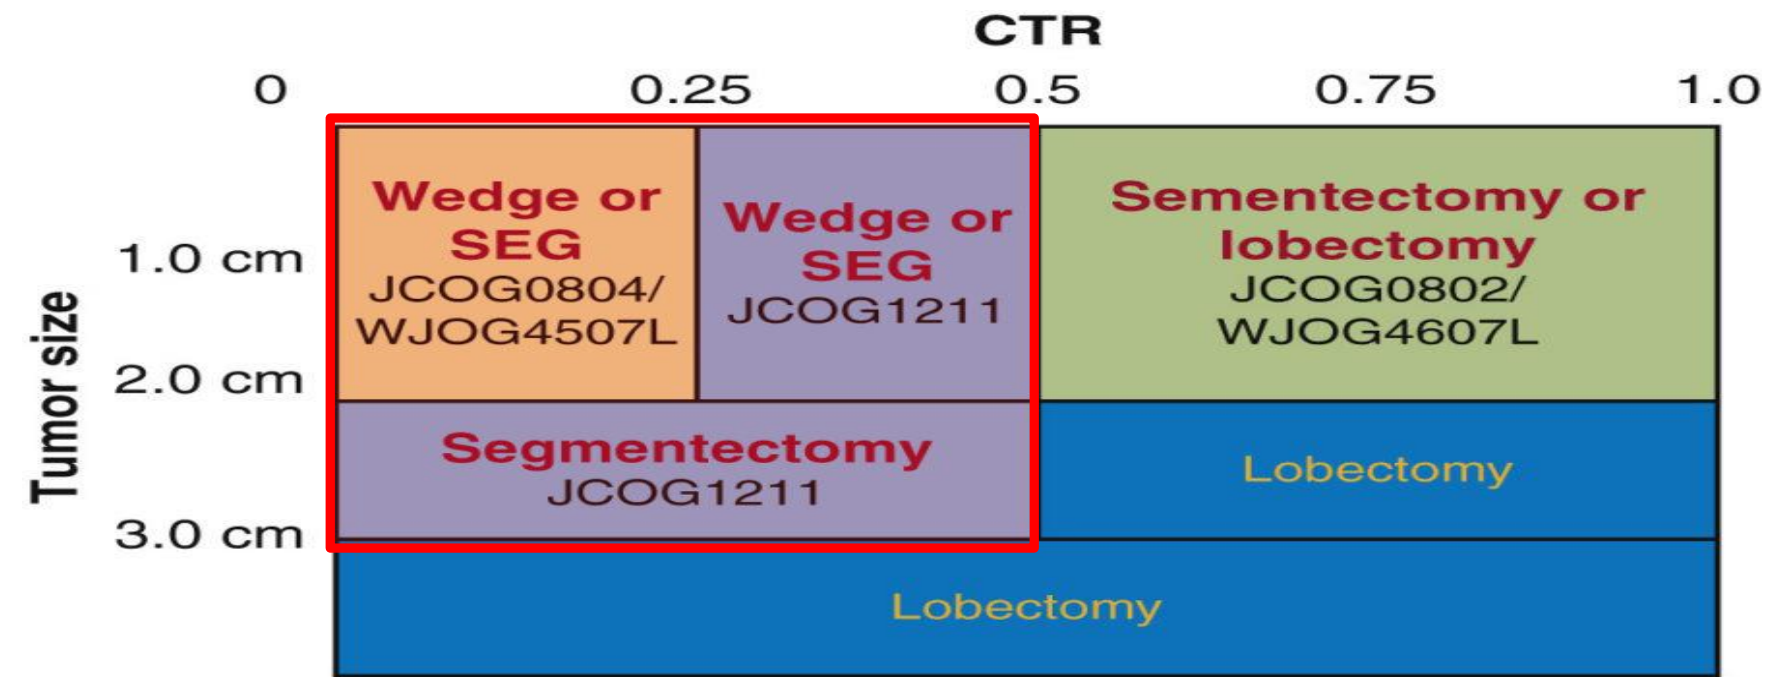 CTR
0 0.25 0.5 0.75 1.0
Tumor size
1.0 cm
2.0 cm
3.0 cm
Wedge or
SEG
JCOG0804/
WJOG4507L
Wedge or
SEG
JCOG1211
Sementectomy or
lobectomy
JCOG0802/
WJOG4607L
Segmentectomy
JCOG1211
Lobectomy
Lobectomy